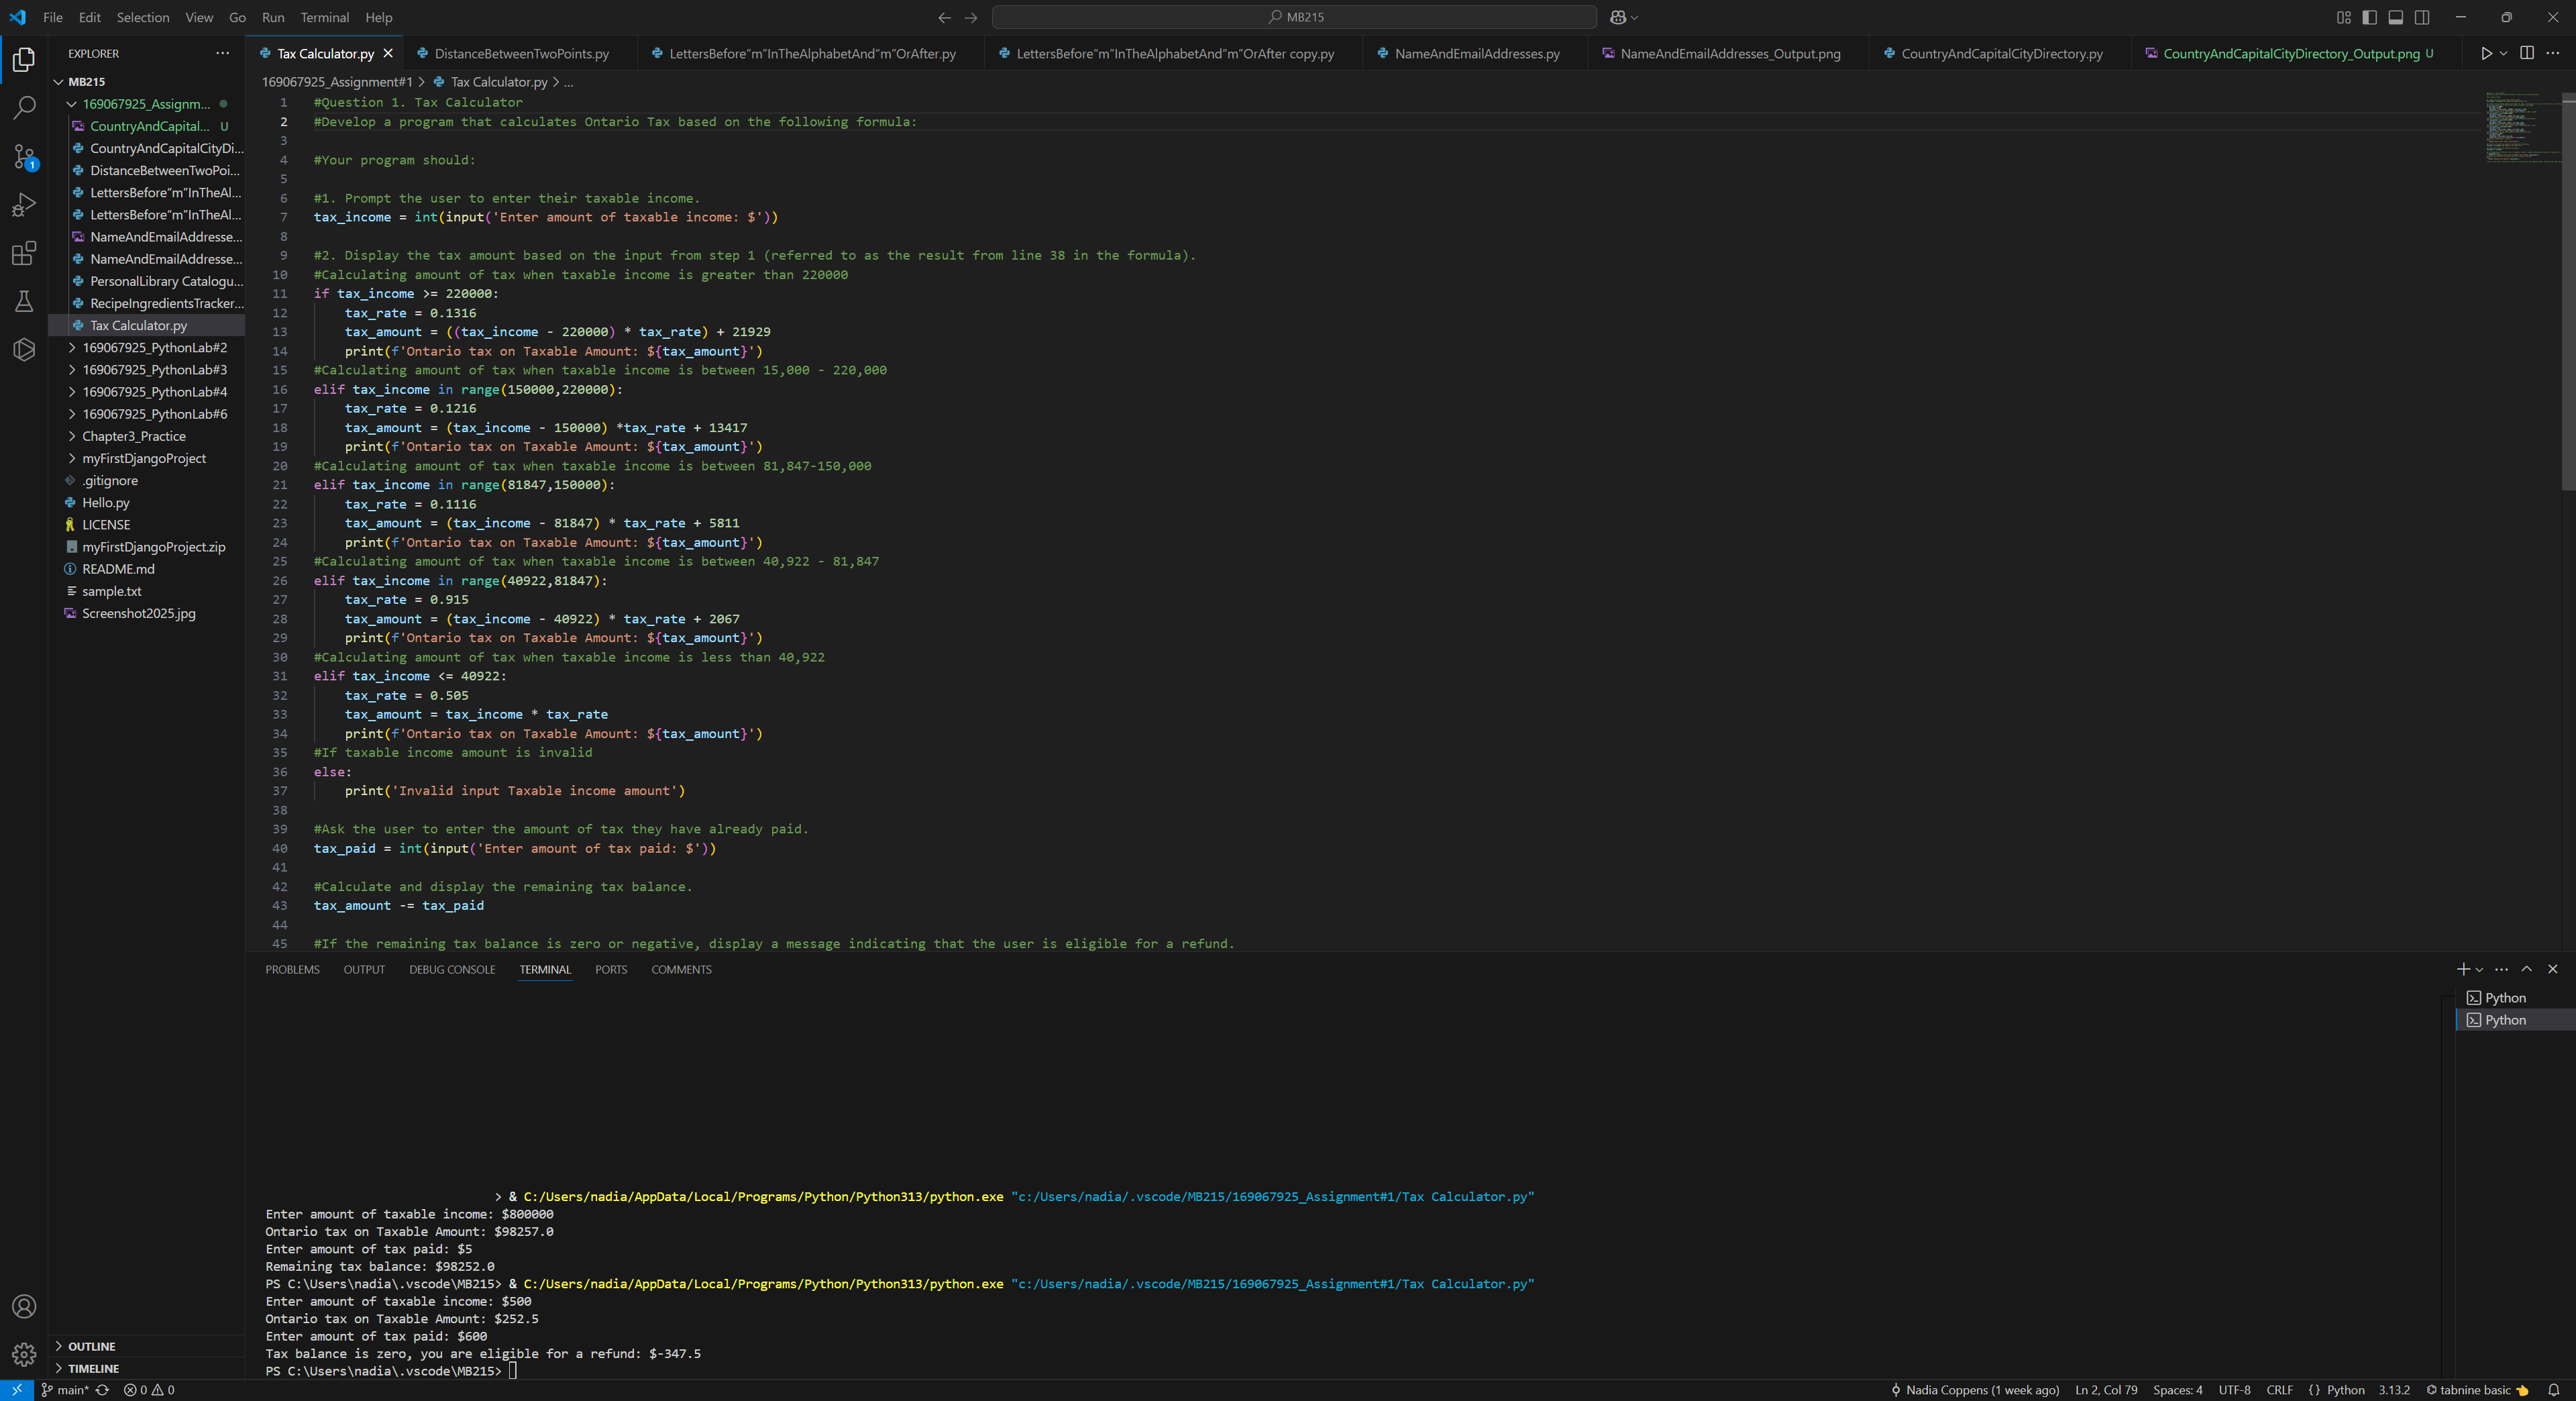 File Edit Selection View Go Run Terminal Help
MB215
EXPLORER
Tax Calculator.py
DistanceBetweenTwoPoints.py
LettersBefore"m"InTheAlphabetAnd"m"OrAfter.py
LettersBefore"m"InTheAlphabetAnd"m"OrAfter copy.py
NameAndEmailAddresses.py
NameAndEmailAddresses_Output.png
CountryAndCapitalCityDirectory.py
CountryAndCapitalCityDirectory_Output.png U
MB215
169067925_Assignm...
CountryAndCapital... U
CountryAndCapitalCityDi...
DistanceBetweenTwoPoi...
LettersBefore"m"InTheAl...
LettersBefore"m"InTheAl...
NameAndEmailAddresse...
NameAndEmailAddresse...
PersonalLibrary Catalogu...
RecipeIngredientsTracker...
Tax Calculator.py
169067925_PythonLab#2
169067925_PythonLab#3
169067925_PythonLab#4
169067925_PythonLab#6
Chapter3_Practice
myFirstDjangoProject
.gitignore
Hello.py
LICENSE
myFirstDjangoProject.zip
README.md
sample.txt
Screenshot2025.jpg
OUTLINE
TIMELINE
1
169067925_Assignment#1 > Tax Calculator.py > ...
1 #Question 1. Tax Calculator
2 #Develop a program that calculates Ontario Tax based on the following formula:
3
4 #Your program should:
5
6 #1. Prompt the user to enter their taxable income.
7 tax_income = int(input('Enter amount of taxable income: $'))
8
9 #2. Display the tax amount based on the input from step 1 (referred to as the result from line 38 in the formula).
10 #Calculating amount of tax when taxable income is greater than 220000
11 if tax_income >= 220000:
12 tax_rate = 0.1316
13 tax_amount = ((tax_income - 220000) * tax_rate) + 21929
14 print(f'Ontario tax on Taxable Amount: ${tax_amount}')
15 #Calculating amount of tax when taxable income is between 15,000 - 220,000
16 elif tax_income in range(150000,220000):
17 tax_rate = 0.1216
18 tax_amount = (tax_income - 150000) *tax_rate + 13417
19 print(f'Ontario tax on Taxable Amount: ${tax_amount}')
20 #Calculating amount of tax when taxable income is between 81,847-150,000
21 elif tax_income in range(81847,150000):
22 tax_rate = 0.1116
23 tax_amount = (tax_income - 81847) * tax_rate + 5811
24 print(f'Ontario tax on Taxable Amount: ${tax_amount}')
25 #Calculating amount of tax when taxable income is between 40,922 - 81,847
26 elif tax_income in range(40922,81847):
27 tax_rate = 0.915
28 tax_amount = (tax_income - 40922) * tax_rate + 2067
29 print(f'Ontario tax on Taxable Amount: ${tax_amount}')
30 #Calculating amount of tax when taxable income is less than 40,922
31 elif tax_income <= 40922:
32 tax_rate = 0.505
33 tax_amount = tax_income * tax_rate
34 print(f'Ontario tax on Taxable Amount: ${tax_amount}')
35 #If taxable income amount is invalid
36 else:
37 print('Invalid input Taxable income amount')
38
39 #Ask the user to enter the amount of tax they have already paid.
40 tax_paid = int(input('Enter amount of tax paid: $'))
41
42 #Calculate and display the remaining tax balance.
43 tax_amount -= tax_paid
44
45 #If the remaining tax balance is zero or negative, display a message indicating that the user is eligible for a refund.
PROBLEMS OUTPUT DEBUG CONSOLE TERMINAL PORTS COMMENTS
Python
Python
> & C:/Users/nadia/AppData/Local/Programs/Python/Python313/python.exe "c:/Users/nadia/.vscode/MB215/169067925_Assignment#1/Tax Calculator.py"
Enter amount of taxable income: $800000
Ontario tax on Taxable Amount: $98257.0
Enter amount of tax paid: $5
Remaining tax balance: $98252.0
PS C:\Users\nadia\.vscode\MB215> & C:/Users/nadia/AppData/Local/Programs/Python/Python313/python.exe "c:/Users/nadia/.vscode/MB215/169067925_Assignment#1/Tax Calculator.py"
Enter amount of taxable income: $500
Ontario tax on Taxable Amount: $252.5
Enter amount of tax paid: $600
Tax balance is zero, you are eligible for a refund: $-347.5
PS C:\Users\nadia\.vscode\MB215>
main* 0 0 Nadia Coppens (1 week ago) Ln 2, Col 79 Spaces: 4 UTF-8 CRLF {} Python 3.13.2 tabnine basic